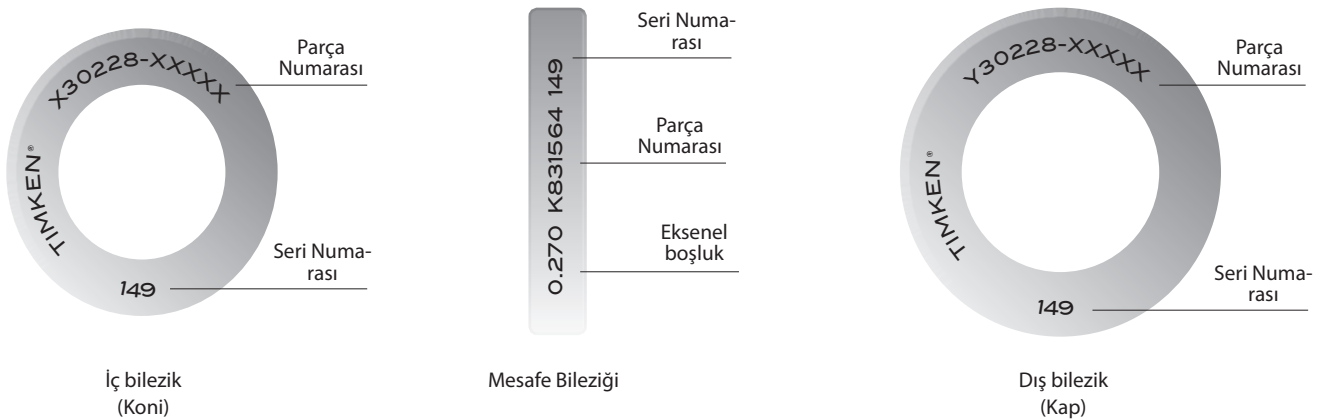 X30228-XXXXX
TIMKEN®
149
Parça
Numarası
Seri Numa-
rası
İç bilezik
(Koni)
0.270 K831564 149
Seri Numa-
rası
Parça
Numarası
Eksenel
boşluk
Mesafe Bileziği
Y30228-XXXXX
TIMKEN®
149
Parça
Numarası
Seri Numa-
rası
Dış bilezik
(Kap)